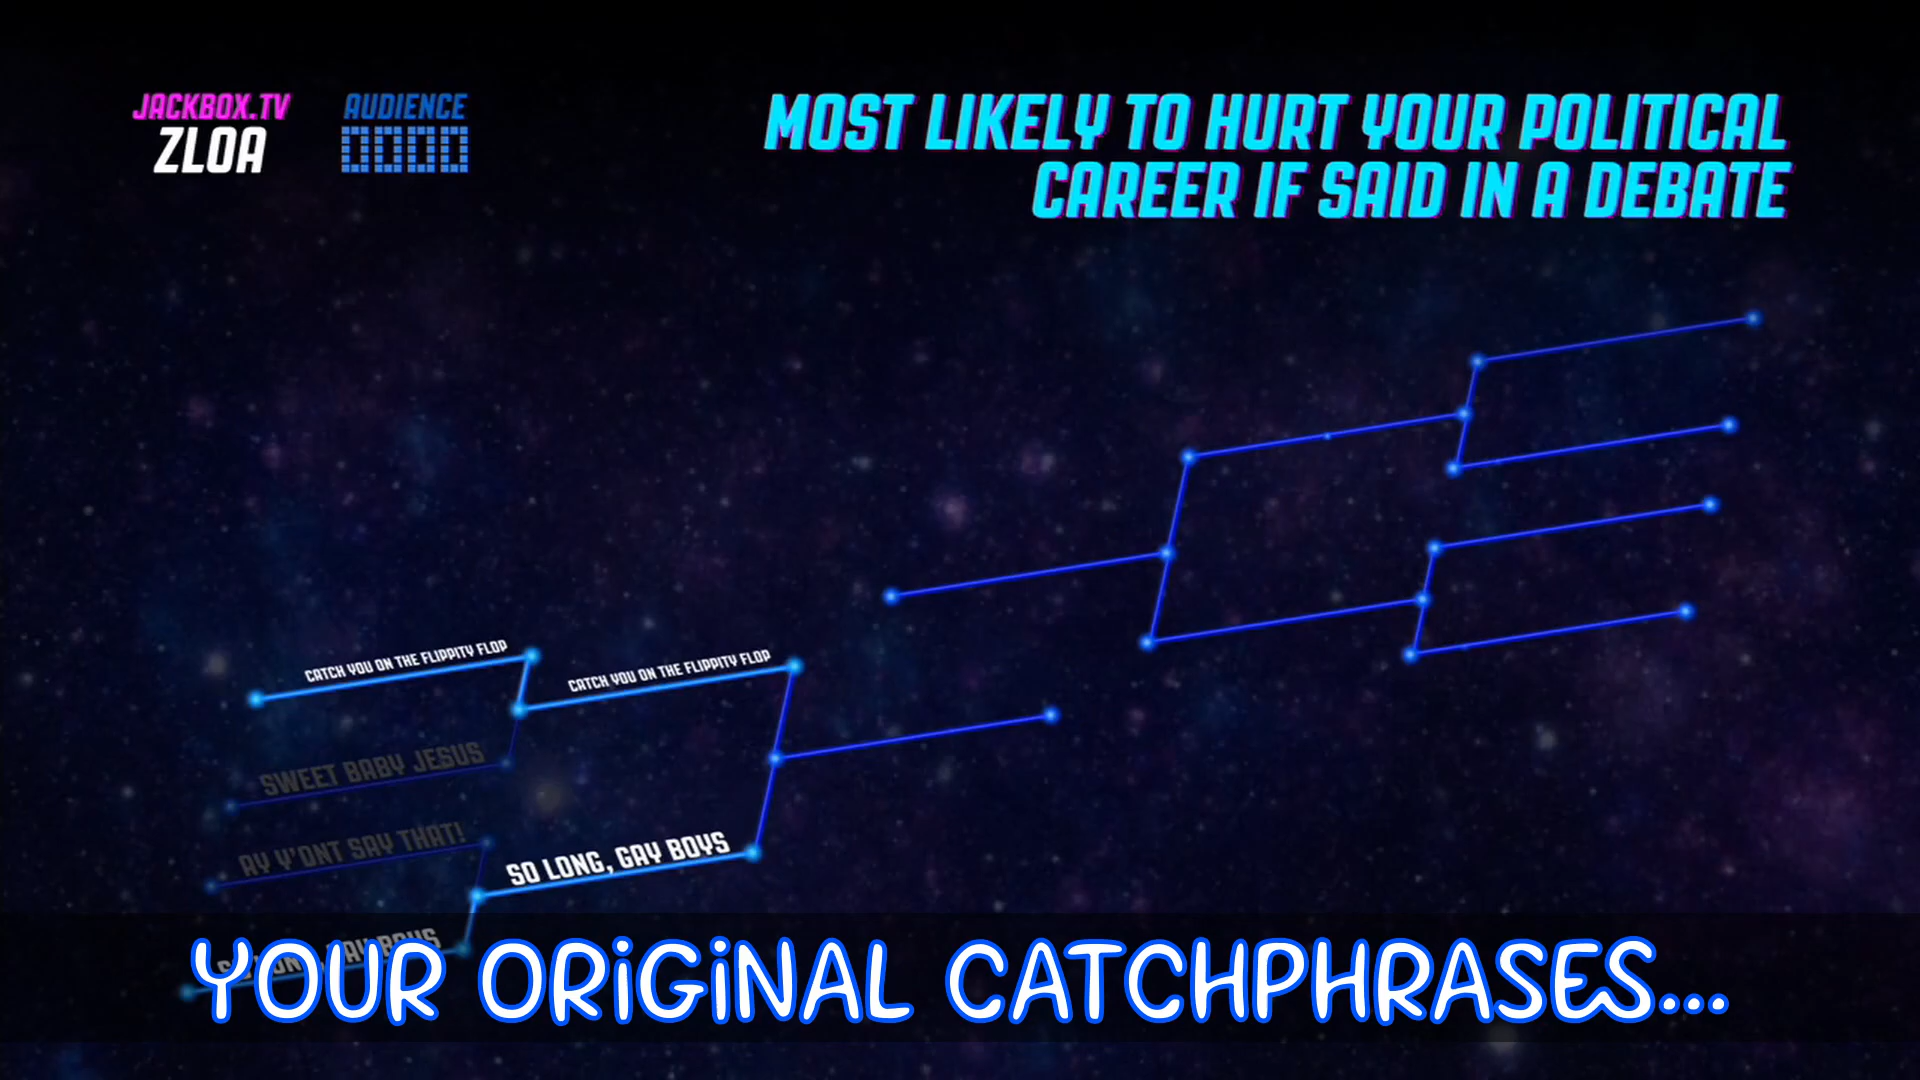 JACKBOX.TV
ZLOA
AUDIENCE
0000
MOST LIKELY TO HURT YOUR POLITICAL
CAREER IF SAID IN A DEBATE
CATCH YOU ON THE FLIPPITY FLOP
CATCH YOU ON THE FLIPPITY FLOP
SWEET BABY JESUS
AY Y'ONT SAY THAT!
SO LONG, GAY BOYS
YOUR ORIGINAL CATCHPHRASES...